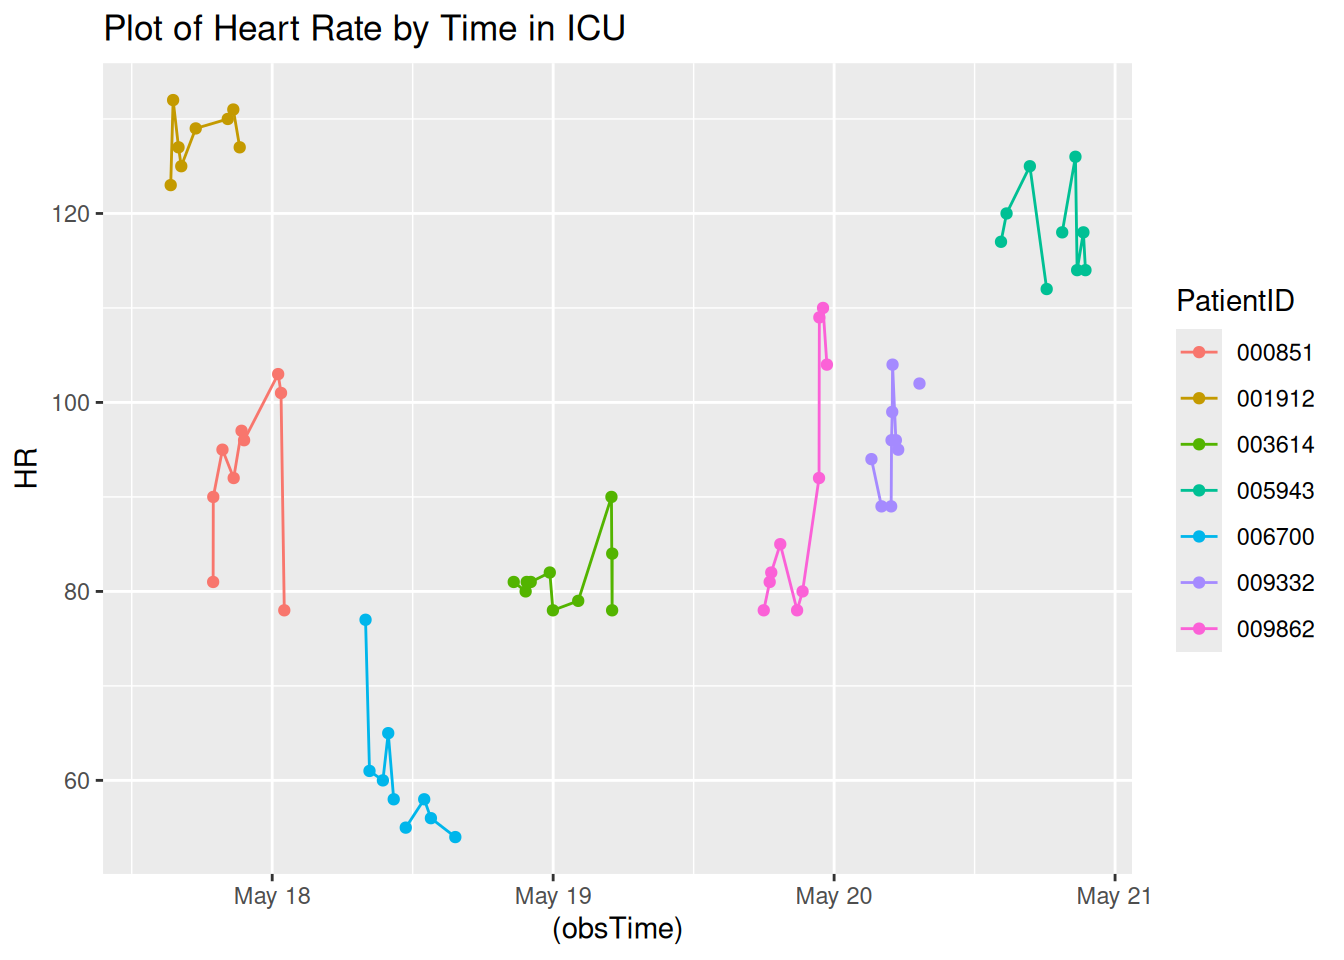 Plot of Heart Rate by Time in ICU
120
100
80
60
HR
May 18
May 19
May 20
May 21
(obsTime)
PatientID
000851
001912
003614
005943
006700
009332
009862